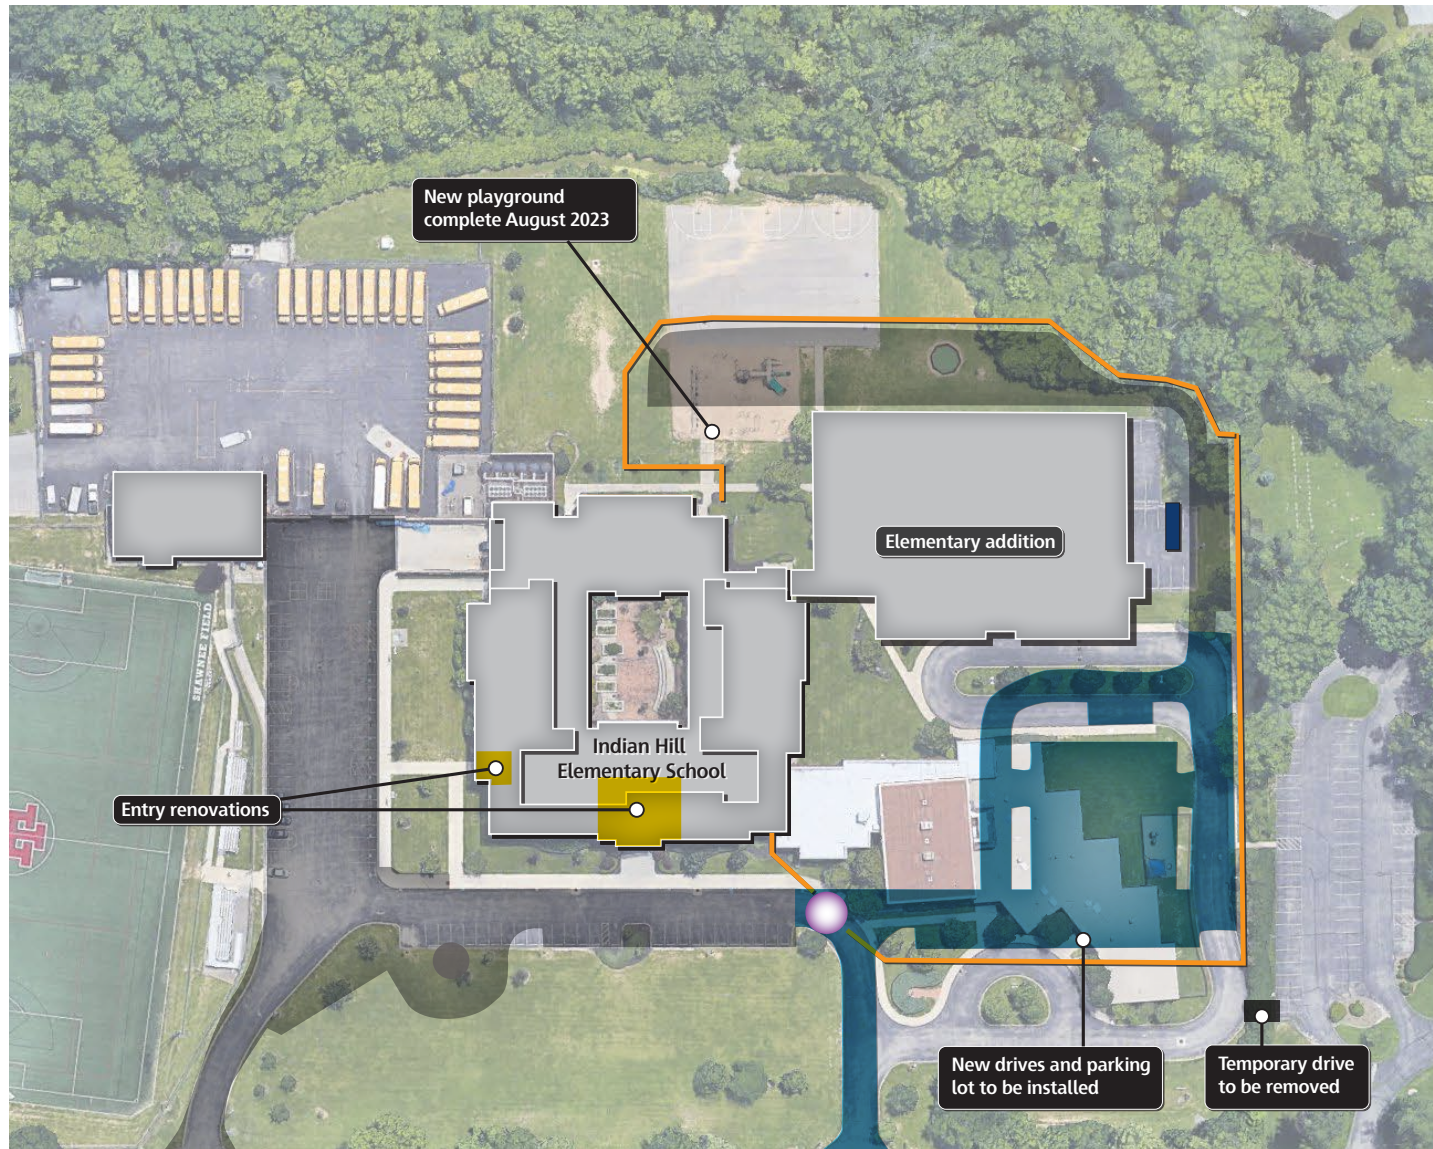 New playground
complete August 2023
Elementary addition
SHAWNEE FIELD
Indian Hill
Elementary School
Entry renovations
New drives and parking
lot to be installed
Temporary drive
to be removed